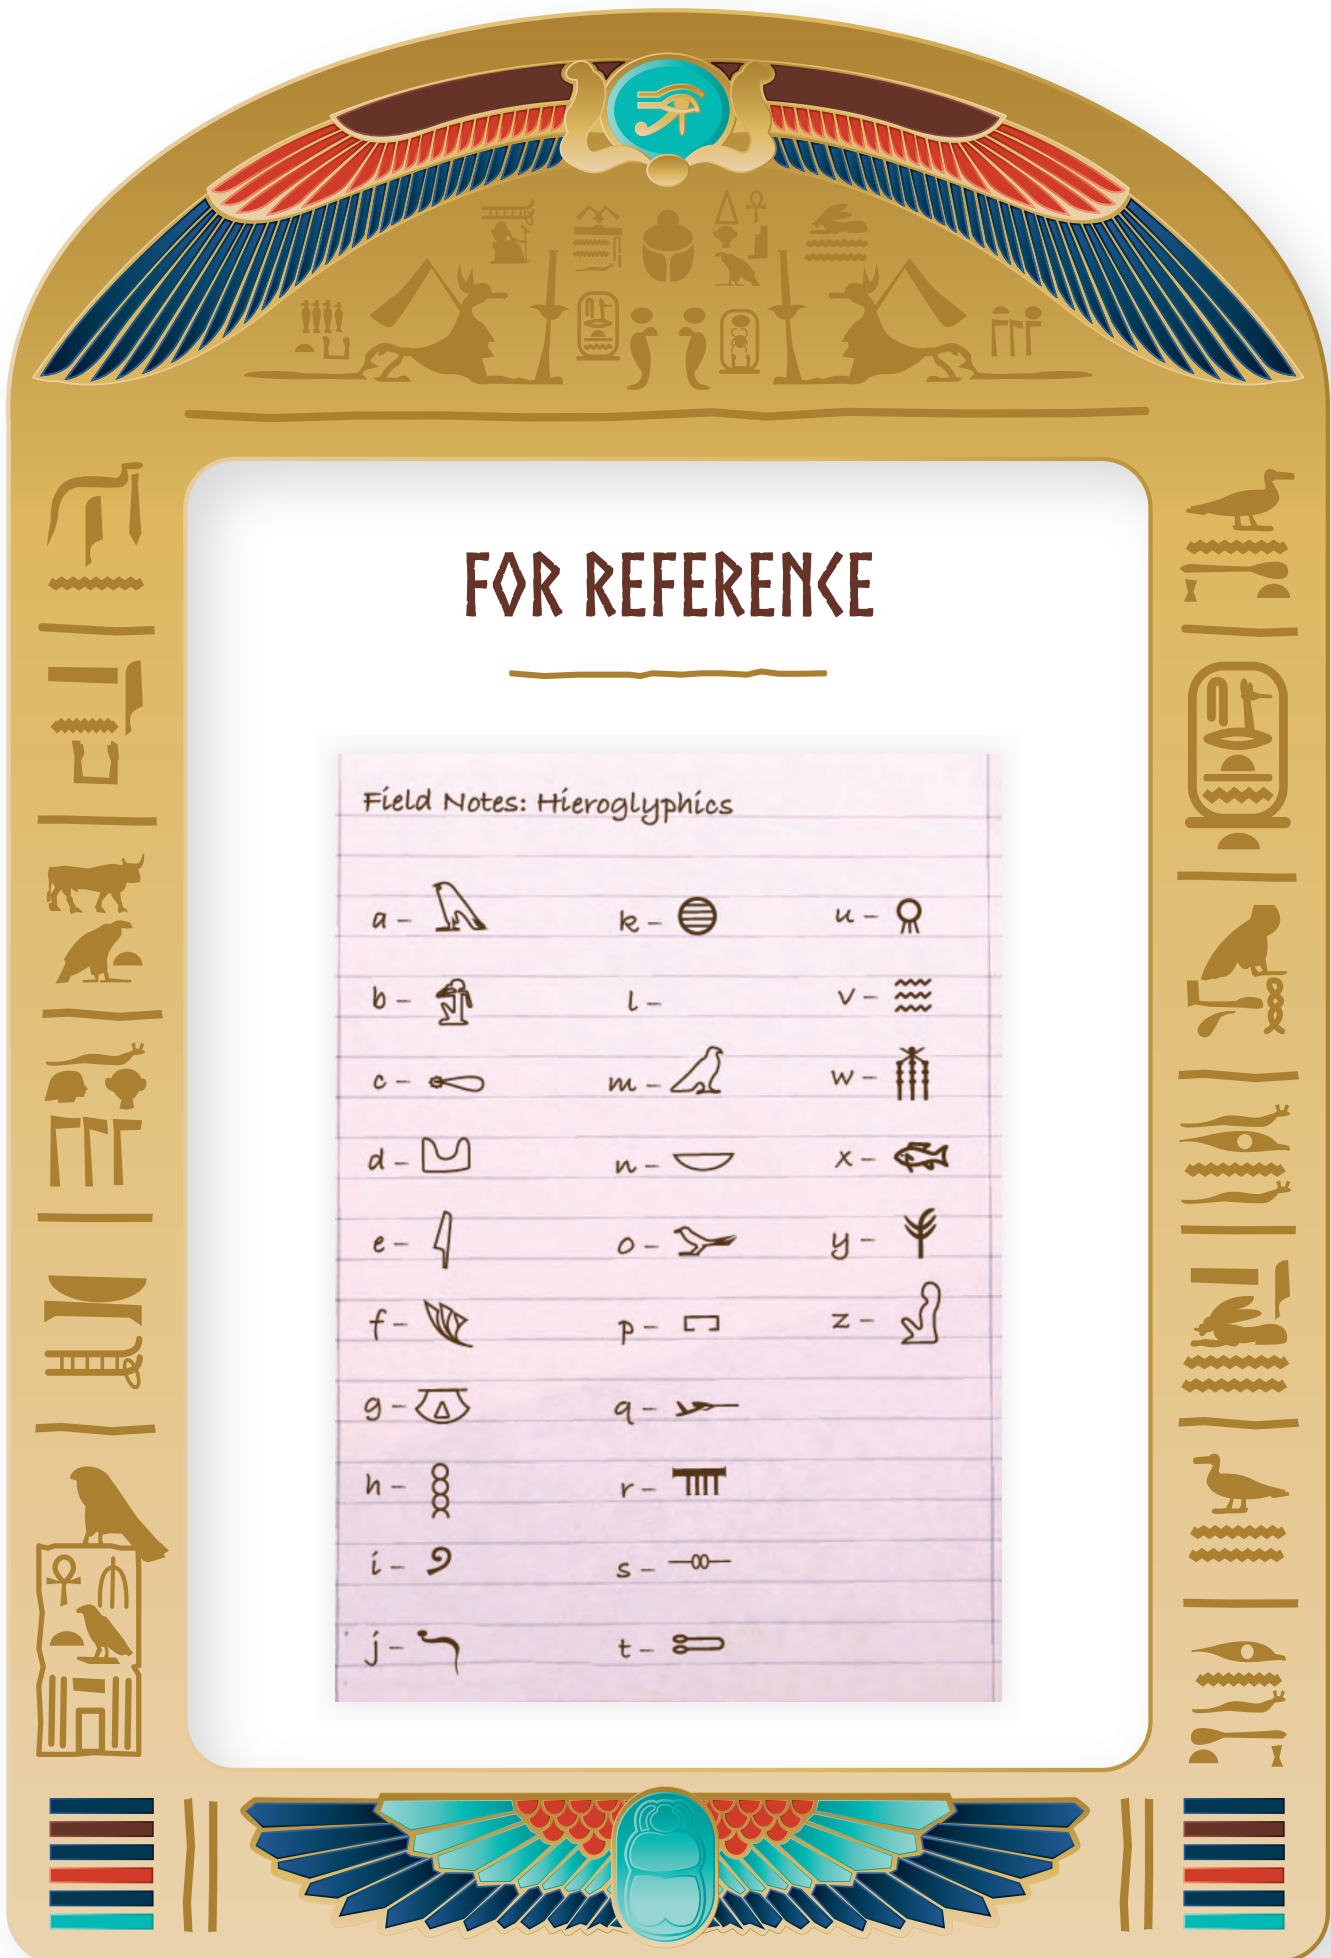 FOR REFERENCE
Field Notes: Hieroglyphics
a –
b –
c –
d –
e –
f –
g –
h –
i –
j –
k –
l –
m –
n –
o –
p –
q –
r –
s –
t –
u –
v –
w –
x –
y –
z –